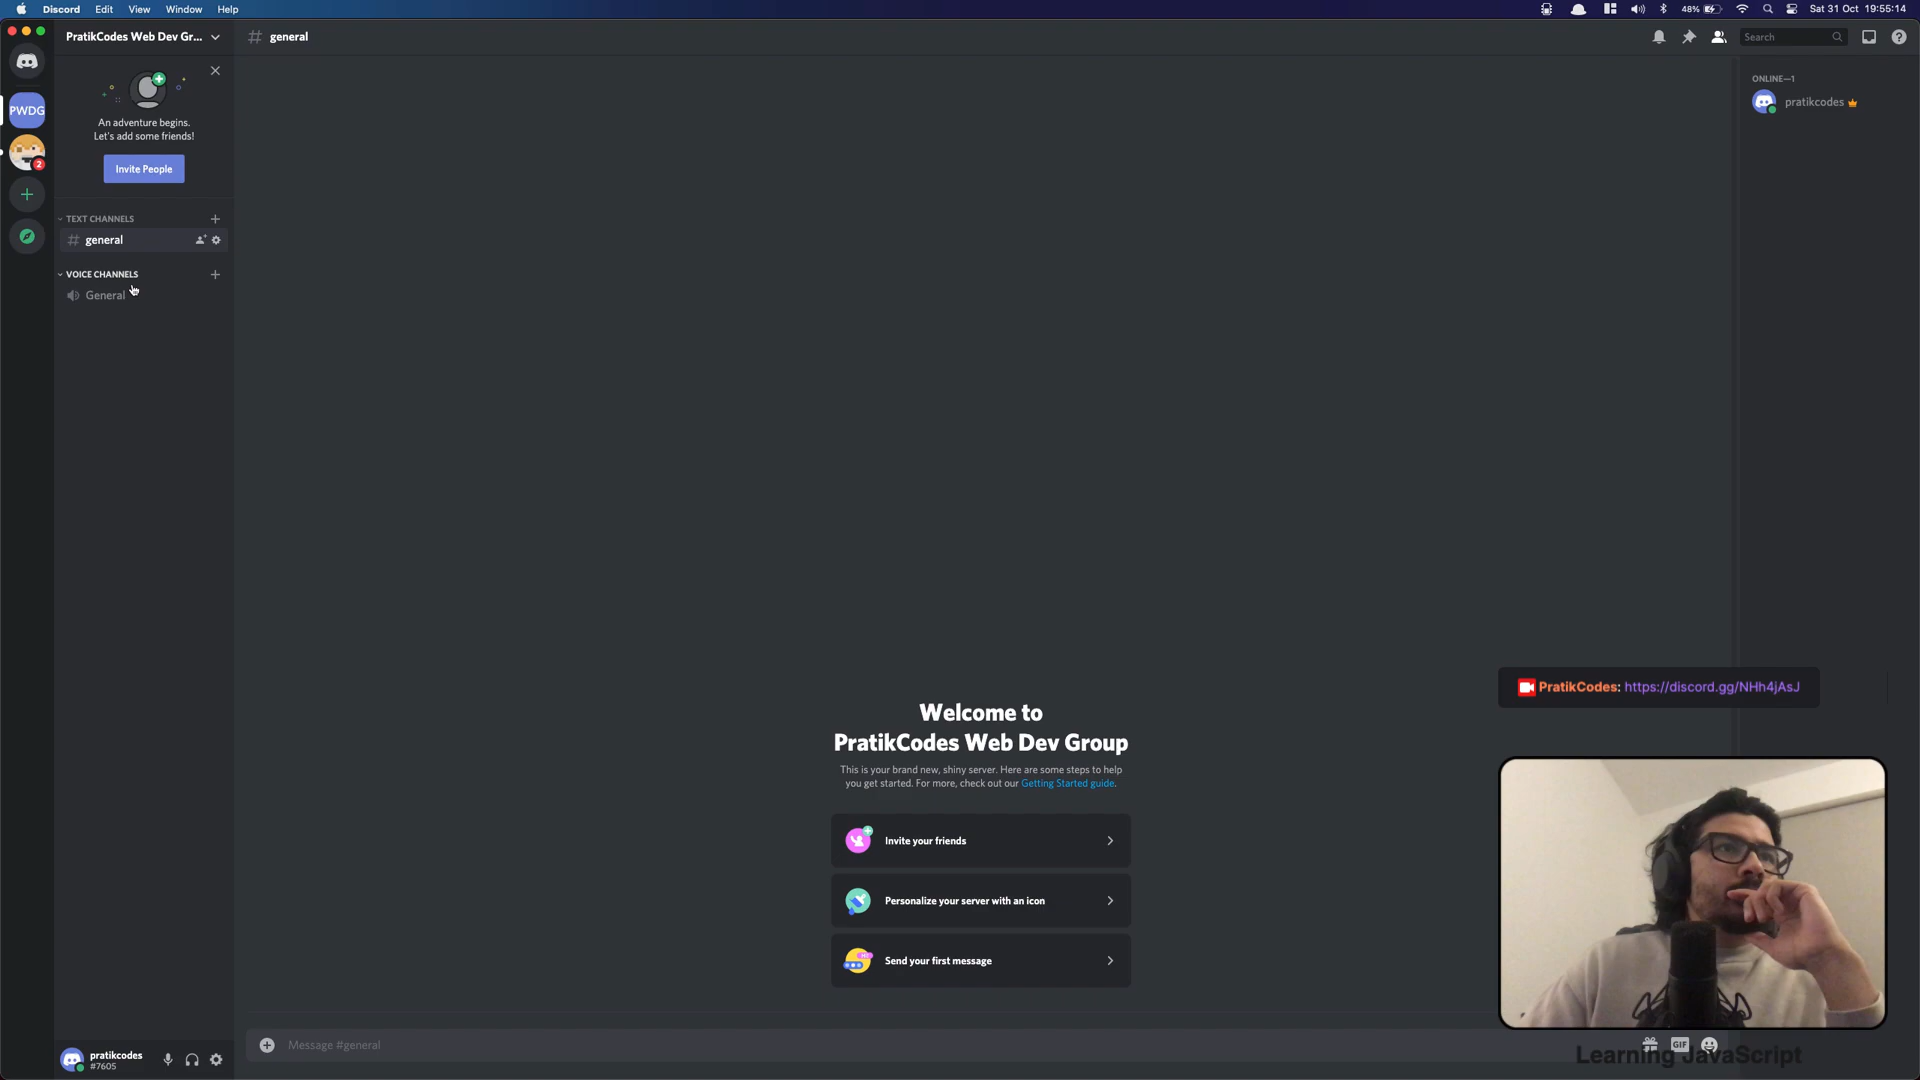 Discord Edit View Window Help
48% Sat 31 Oct 19:55:14
PratikCodes Web Dev Gr...
general
Search
An adventure begins.
Let's add some friends!
Invite People
PWDG
2
TEXT CHANNELS
general
VOICE CHANNELS
General
ONLINE—1
pratikcodes
Welcome to
PratikCodes Web Dev Group
This is your brand new, shiny server. Here are some steps to help
you get started. For more, check out our Getting Started guide.
Invite your friends
Personalize your server with an icon
Send your first message
PratikCodes: https://discord.gg/NHh4jAsJ
Message #general
GIF
Learning JavaScript
pratikcodes
#7605